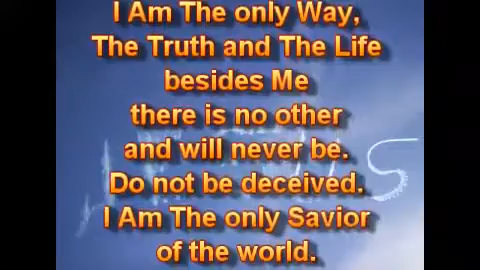 I Am The only Way,
The Truth and The Life
besides Me
there is no other
and will never be.
Do not be deceived.
I Am The only Savior
of the world.